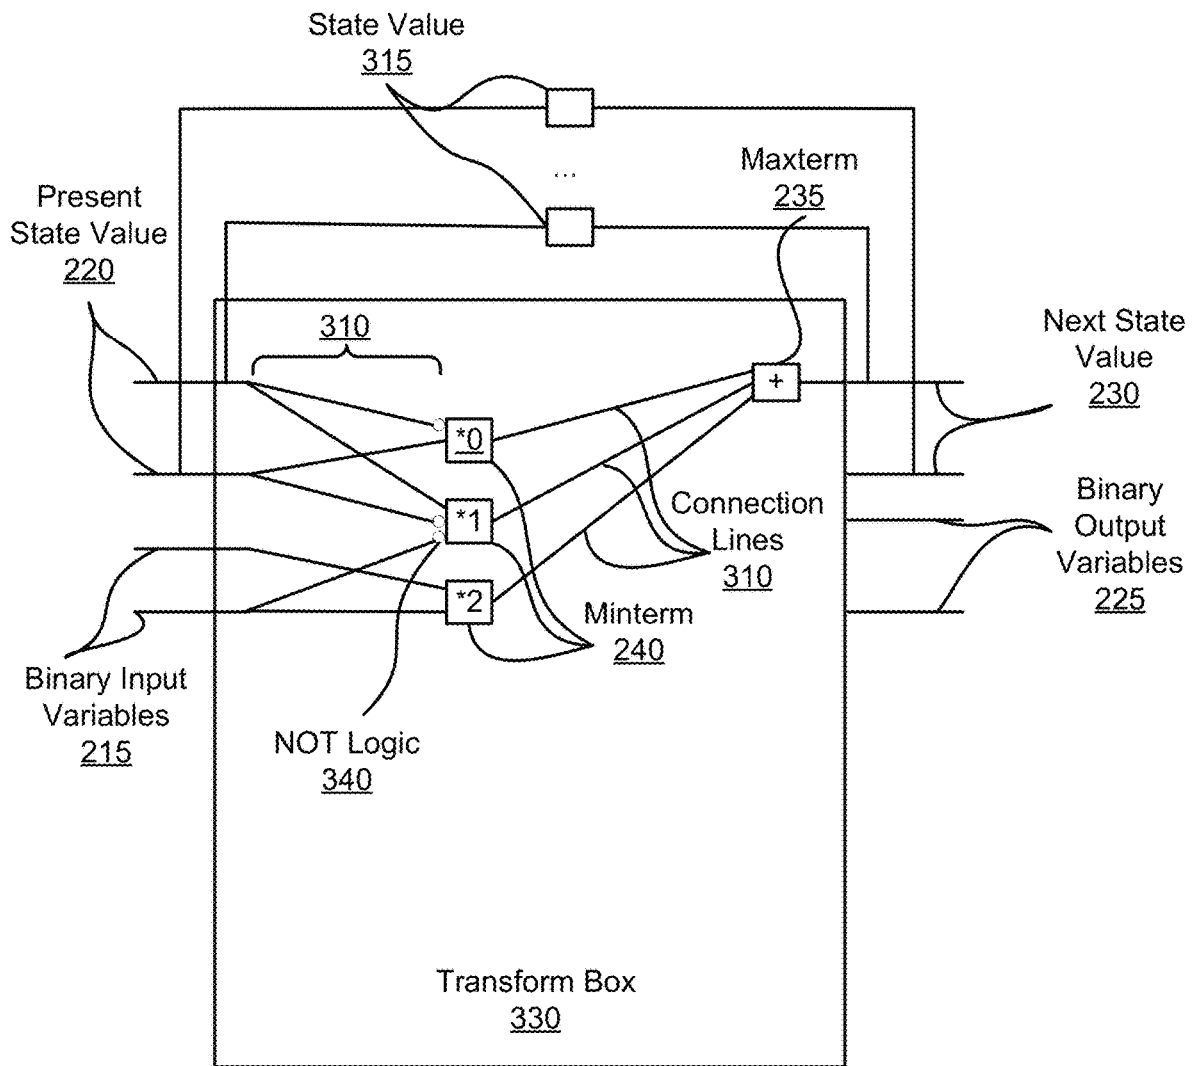 State Value
315
...
Maxterm
235
Present
State Value
220
310
Next State
Value
230
+
*0
*1
*2
Connection
Lines
310
Binary
Output
Variables
225
Minterm
240
Binary Input
Variables
215
NOT Logic
340
Transform Box
330